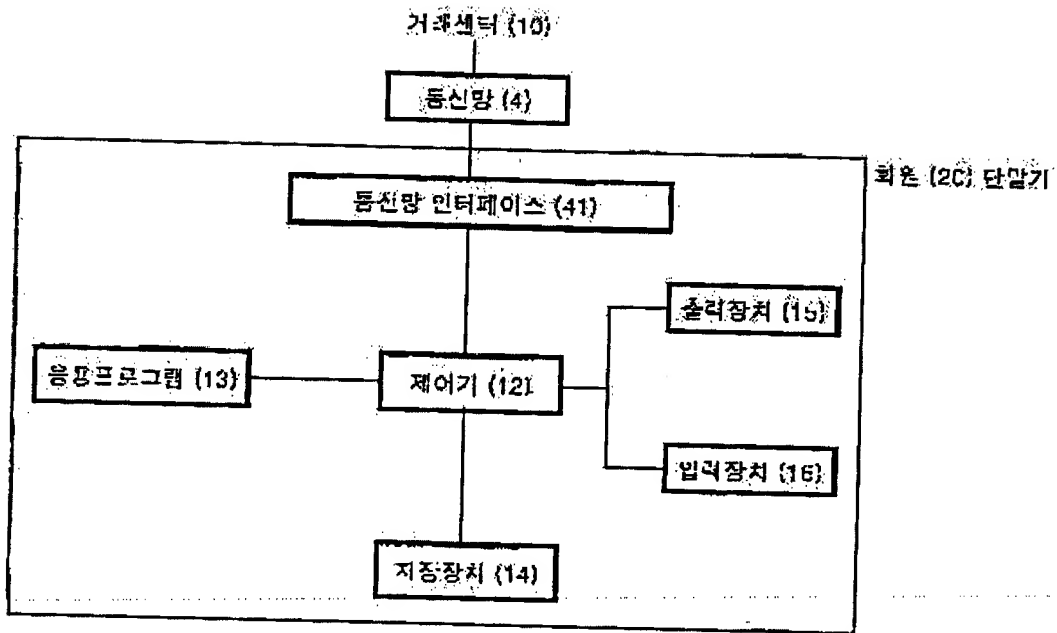 거래센터 (10)
통신망 (4)
회원 (20) 단말기
통신망 인터페이스 (41)
출력장치 (15)
응용프로그램 (13)
제어기 (12)
입력장치 (16)
저장장치 (14)